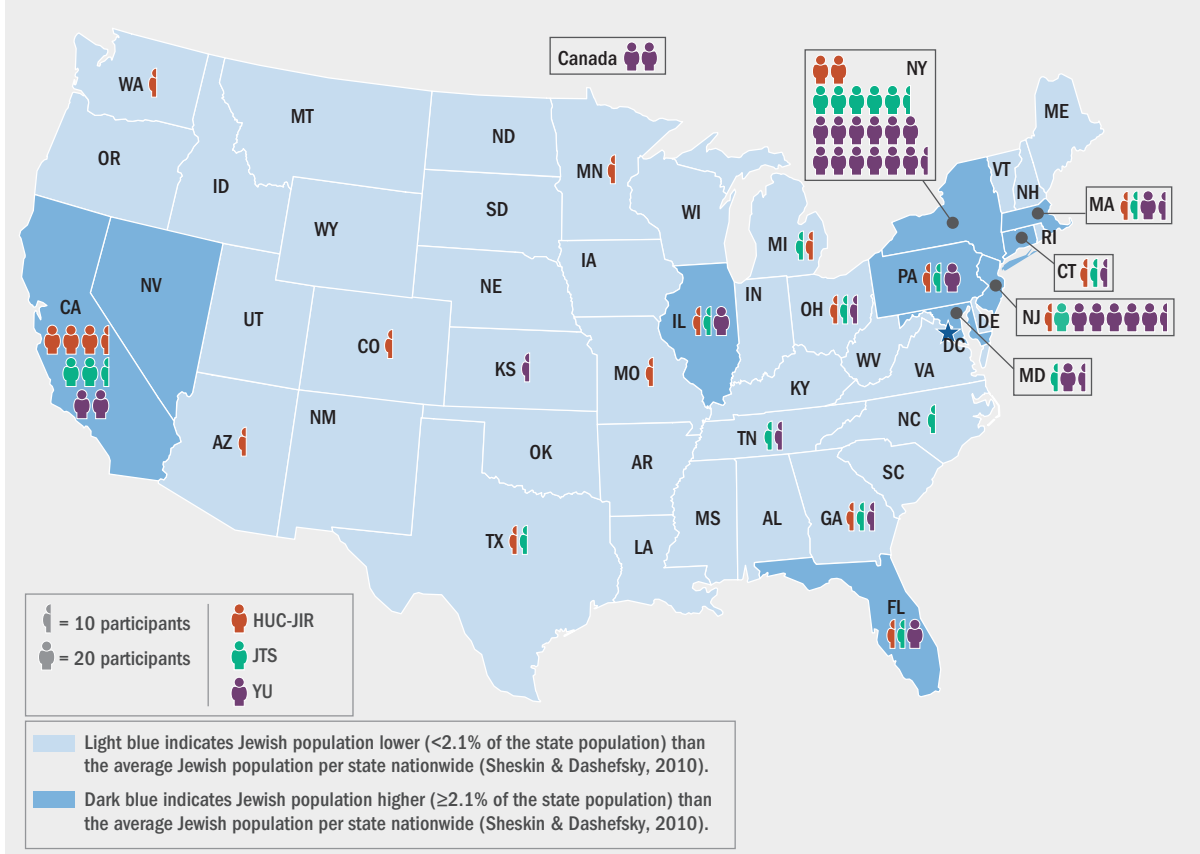 Canada
NY
WA
MT
ND
MN
ME
OR
ID
SD
WI
VT
NH
MA
WY
MI
RI
CT
IA
NE
PA
NV
CA
UT
IL
IN
OH
DE
NJ
CO
KS
MO
WV
DC
VA
MD
KY
NM
AZ
OK
TN
NC
AR
SC
MS
AL
GA
TX
LA
FL
= 10 participants
= 20 participants
HUC-JIR
JTS
YU
Light blue indicates Jewish population lower (<2.1% of the state population) than
the average Jewish population per state nationwide (Sheskin & Dashefsky, 2010).
Dark blue indicates Jewish population higher (≥2.1% of the state population) than
the average Jewish population per state nationwide (Sheskin & Dashefsky, 2010).